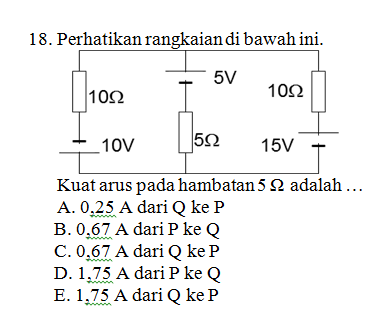 18. Perhatikan rangkaian di bawah ini.
5V
10Ω
10Ω
5Ω
10V
15V
Kuat arus pada hambatan 5 Ω adalah …
A. 0,25 A dari Q ke P
B. 0,67 A dari P ke Q
C. 0,67 A dari Q ke P
D. 1,75 A dari P ke Q
E. 1,75 A dari Q ke P